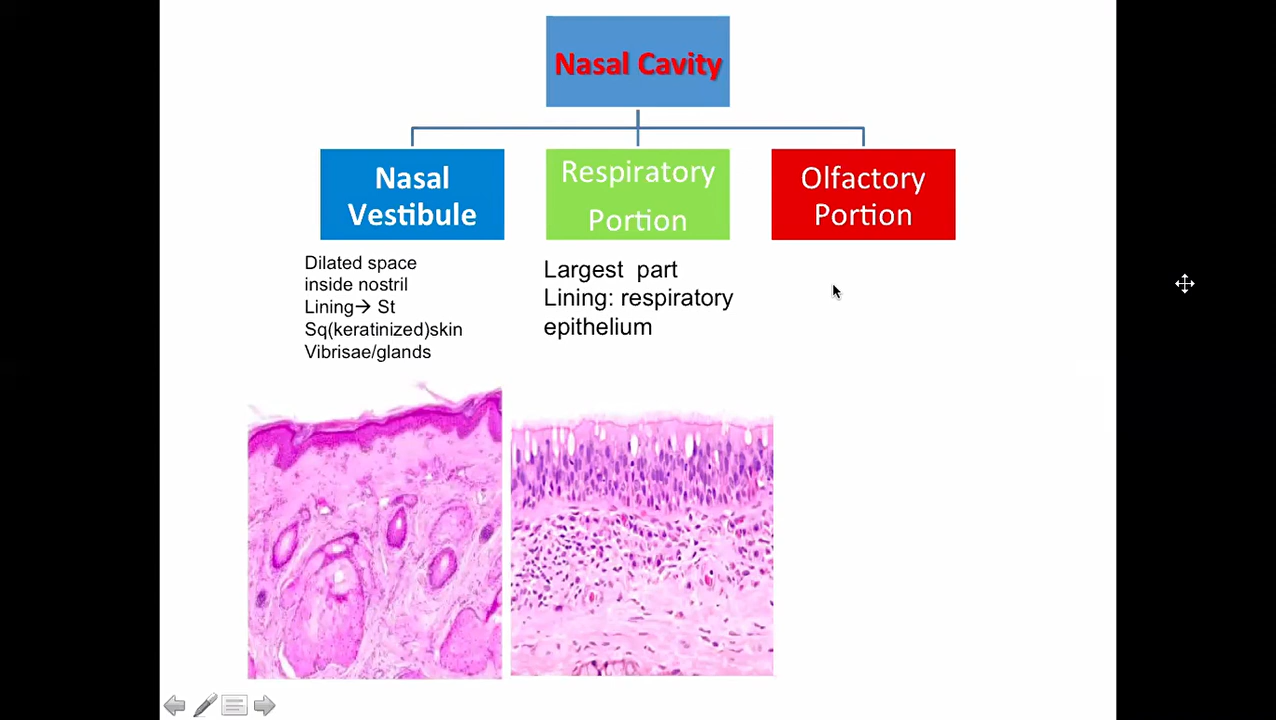 Nasal Cavity
Nasal
Vestibule
Respiratory
Portion
Olfactory
Portion
Dilated space
inside nostril
Lining→ St
Sq(keratinized)skin
Vibrisae/glands
Largest part
Lining: respiratory
epithelium